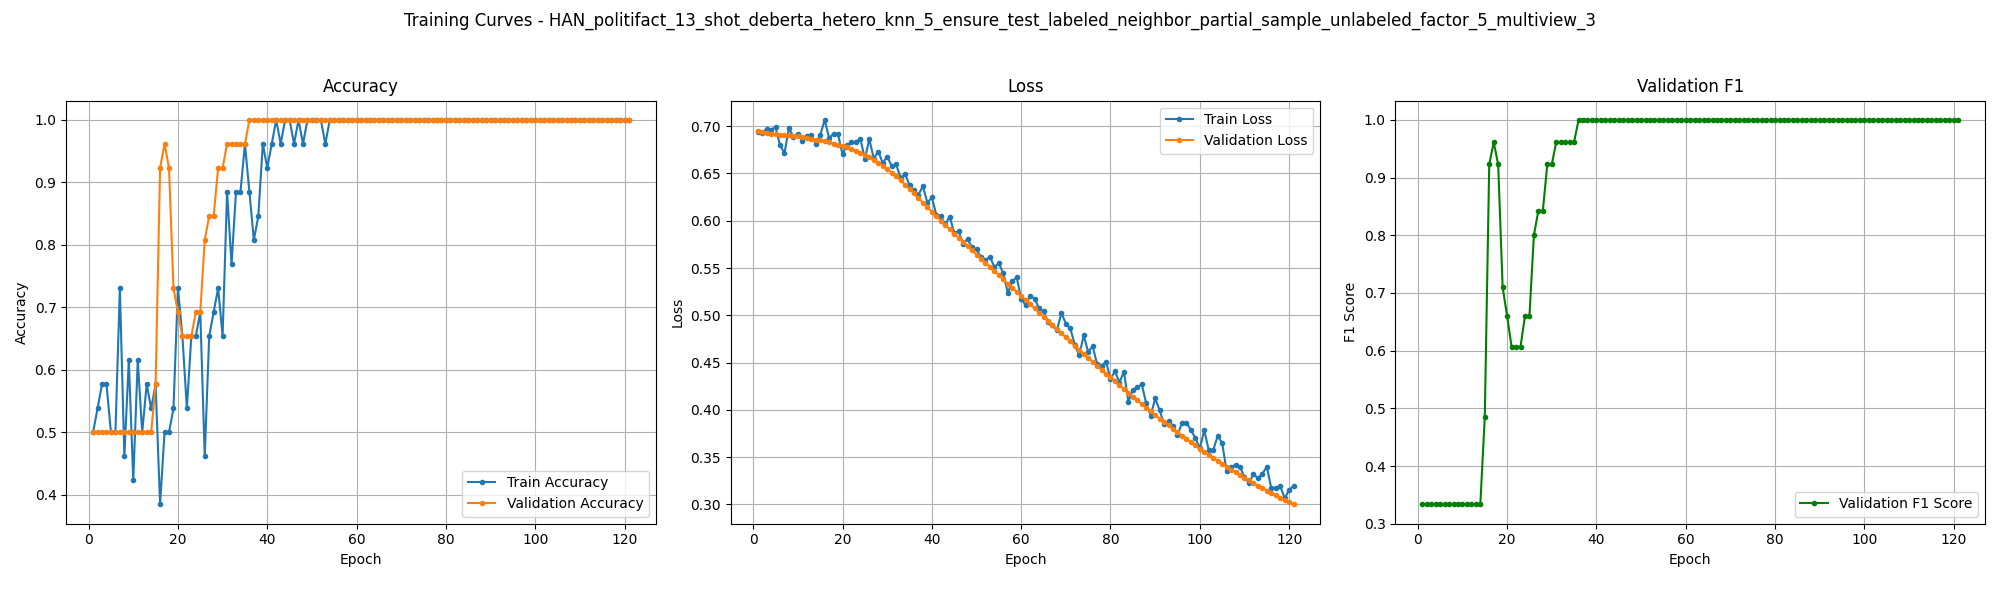 Training Curves - HAN_politifact_13_shot_deberta_hetero_knn_5_ensure_test_labeled_neighbor_partial_sample_unlabeled_factor_5_multiview_3
Accuracy
1.0
0.9
0.8
0.7
0.6
0.5
0.4
Accuracy
0 20 40 60 80 100 120
Epoch
Train Accuracy
Validation Accuracy
Loss
0.70
0.65
0.60
0.55
0.50
0.45
0.40
0.35
0.30
Loss
0 20 40 60 80 100 120
Epoch
Train Loss
Validation Loss
Validation F1
1.0
0.9
0.8
0.7
0.6
0.5
0.4
0.3
F1 Score
0 20 40 60 80 100 120
Epoch
Validation F1 Score